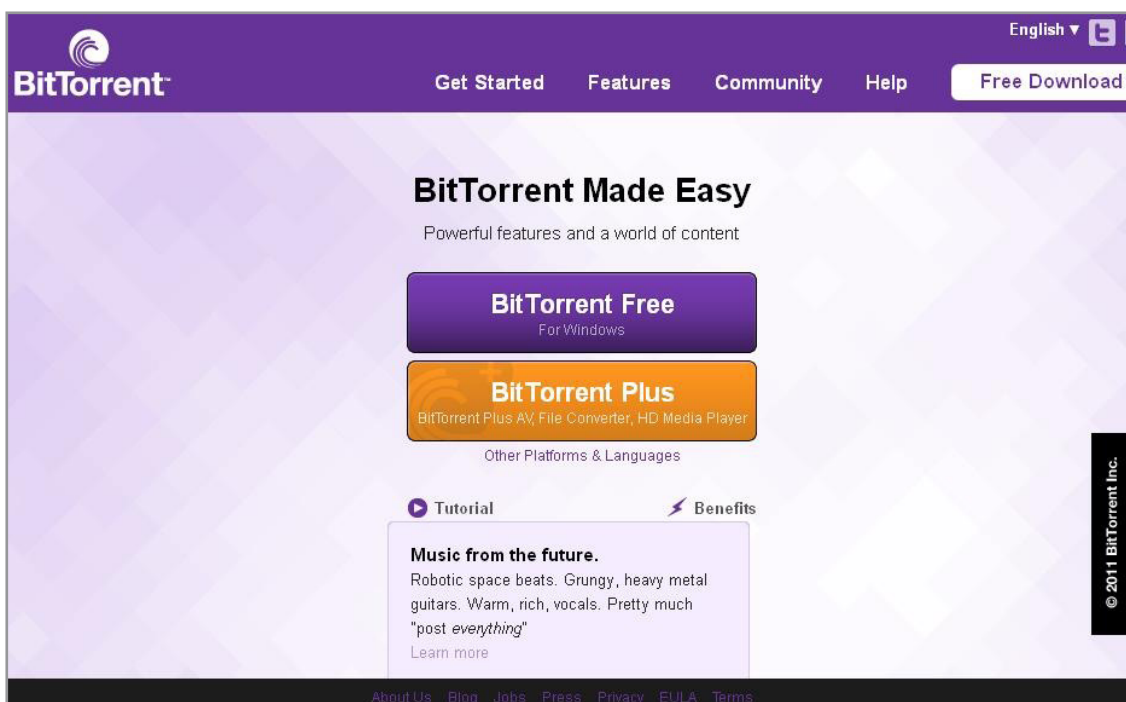 English ▼
BitTorrent™
Get Started Features Community Help Free Download
BitTorrent Made Easy
Powerful features and a world of content
BitTorrent Free
For Windows
BitTorrent Plus
BitTorrent Plus AV, File Converter, HD Media Player
Other Platforms & Languages
Tutorial Benefits
Music from the future.
Robotic space beats. Grungy, heavy metal
guitars. Warm, rich, vocals. Pretty much
"post everything"
Learn more
© 2011 BitTorrent Inc.
About Us Blog Jobs Press Privacy EULA Terms